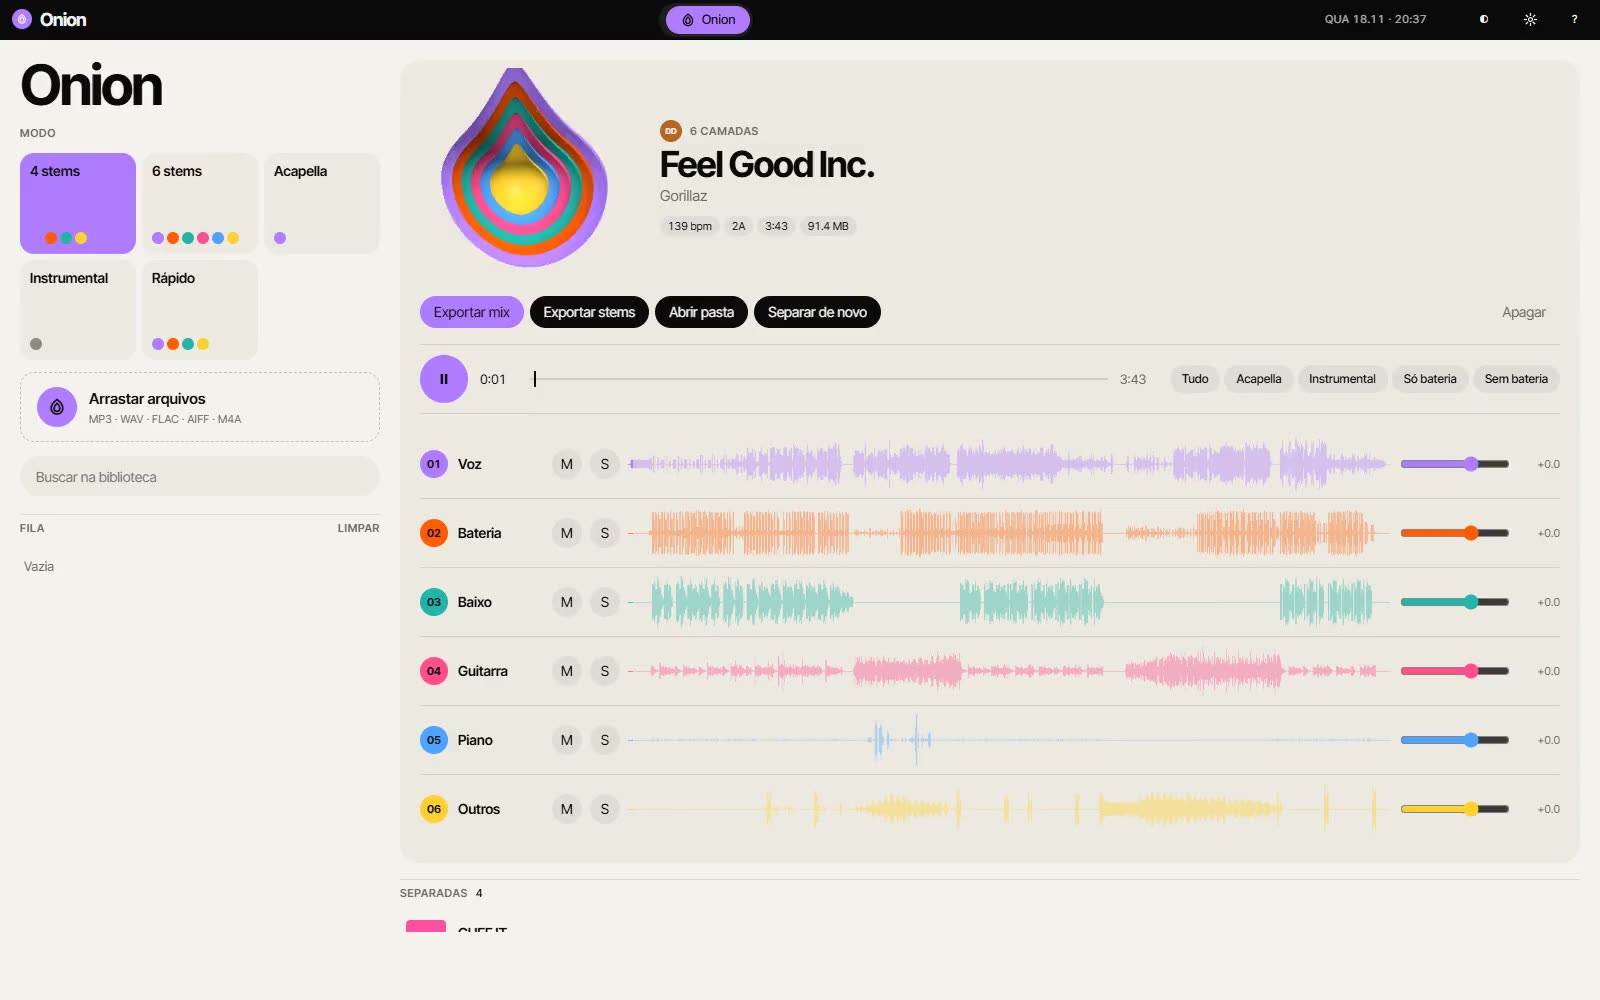 Onion
Onion
QUA 18.11 · 20:37
?
Onion
MODO
4 stems
6 stems
Acapella
Instrumental
Rápido
Arrastar arquivos
MP3 · WAV · FLAC · AIFF · M4A
Buscar na biblioteca
FILA
LIMPAR
Vazia
DD
6 CAMADAS
Feel Good Inc.
Gorillaz
139 bpm
2A
3:43
91.4 MB
Exportar mix
Exportar stems
Abrir pasta
Separar de novo
Apagar
0:01
3:43
Tudo
Acapella
Instrumental
Só bateria
Sem bateria
01 Voz M S +0.0
02 Bateria M S +0.0
03 Baixo M S +0.0
04 Guitarra M S +0.0
05 Piano M S +0.0
06 Outros M S +0.0
SEPARADAS 4